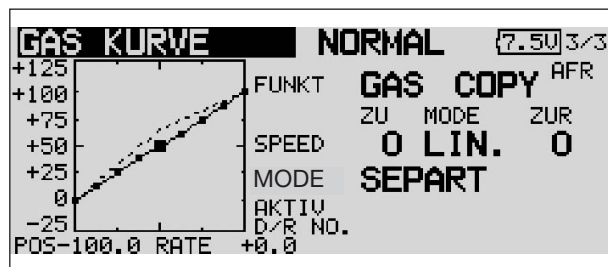 GAS KURVE NORMAL 7.5V 3/3
+125
+100
+75
+50
+25
0
-25
FUNKT GAS COPY AFR
ZU MODE ZUR
SPEED 0 LIN. 0
MODE SEPART
AKTIV
D/R NO.
POS-100.0 RATE +0.0